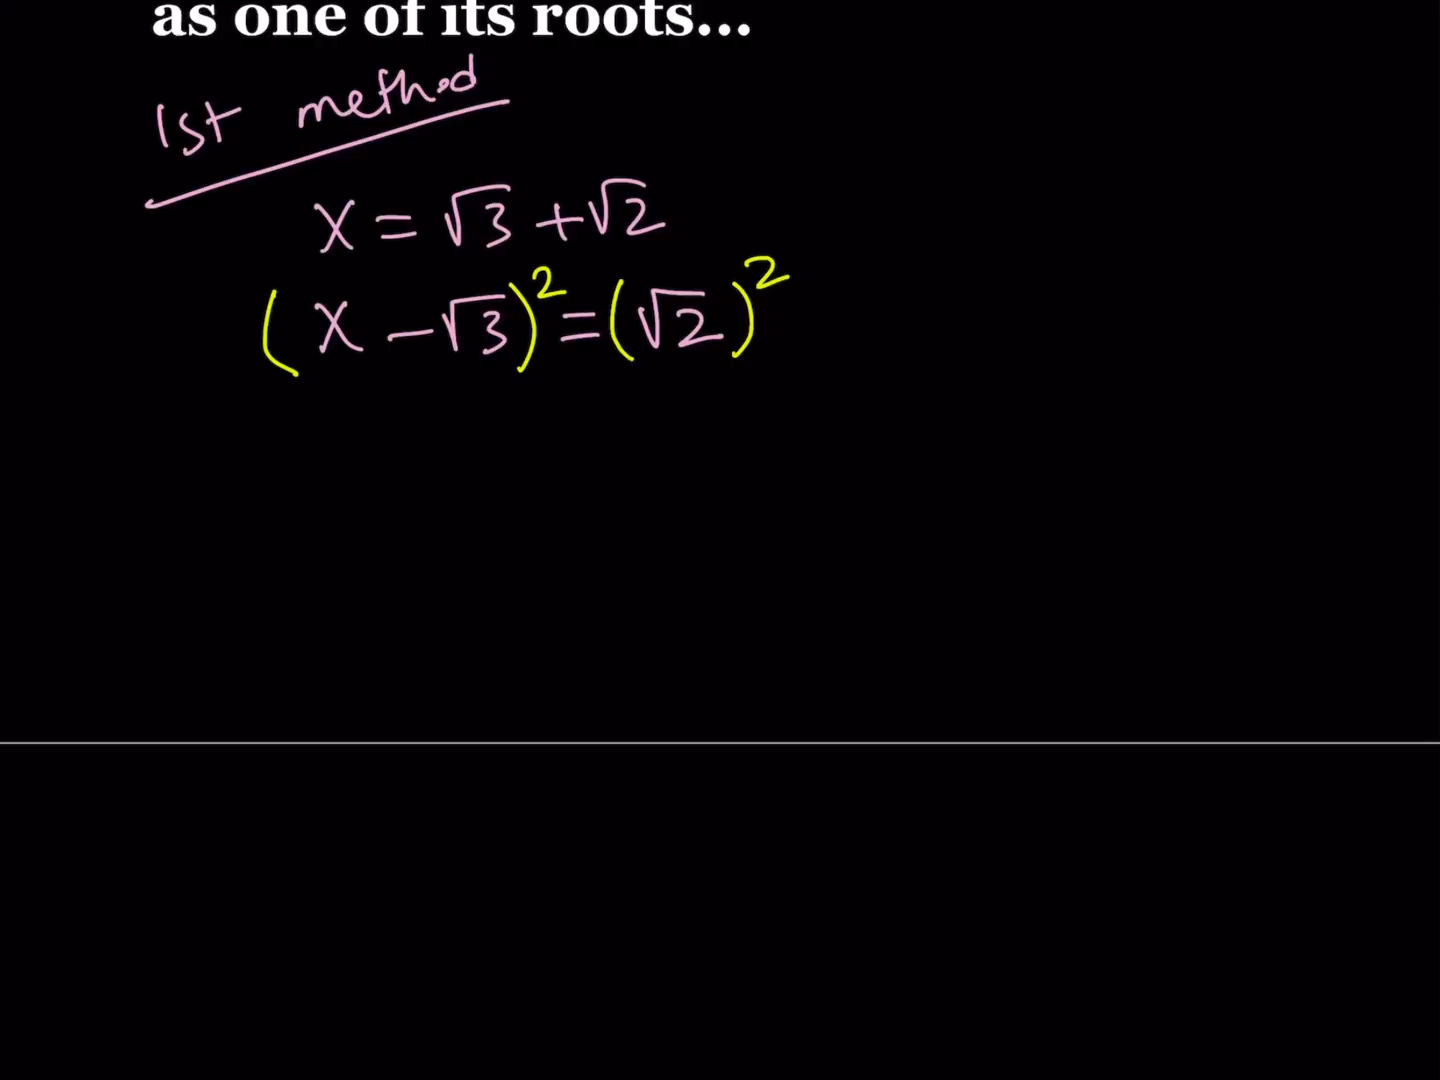 as one of its roots...
1st method
x = √3 + √2
(x - √3)² = (√2)²